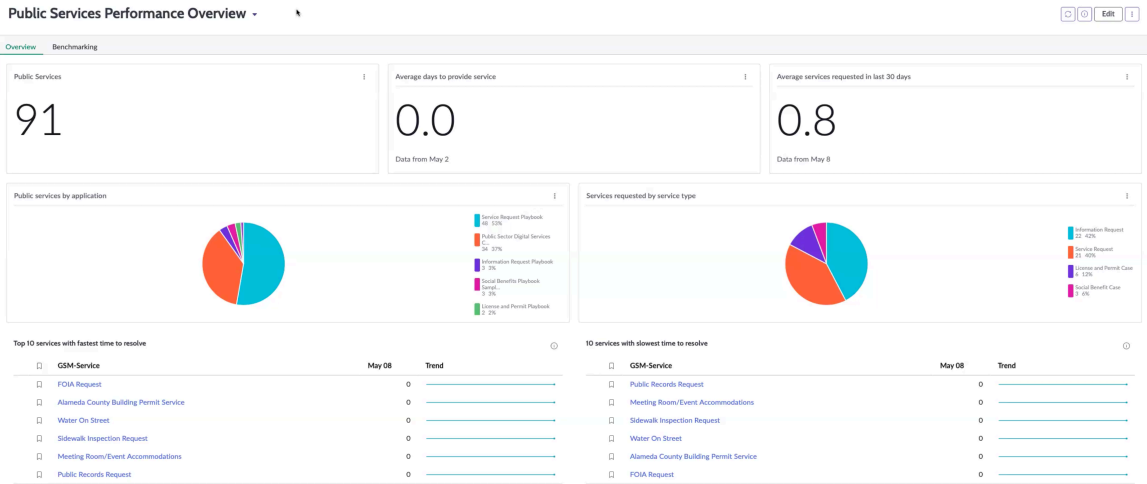 Public Services Performance Overview
Edit
Overview Benchmarking
Public Services
91
Average days to provide service
0.0
Data from May 2
Average services requested in last 30 days
0.8
Data from May 8
Public services by application
Service Request Playbook
48 53%
Public Sector Digital Services
C...
34 37%
Information Request Playbook
3 3%
Social Benefits Playbook
Sampl...
3 3%
License and Permit Playbook
2 2%
Services requested by service type
Information Request
22 42%
Service Request
21 40%
License and Permit Case
6 12%
Social Benefit Case
3 6%
Top 10 services with fastest time to resolve
GSM-Service May 08 Trend
FOIA Request 0
Alameda County Building Permit Service 0
Water On Street 0
Sidewalk Inspection Request 0
Meeting Room/Event Accommodations 0
Public Records Request 0
10 services with slowest time to resolve
GSM-Service May 08 Trend
Public Records Request 0
Meeting Room/Event Accommodations 0
Sidewalk Inspection Request 0
Water On Street 0
Alameda County Building Permit Service 0
FOIA Request 0